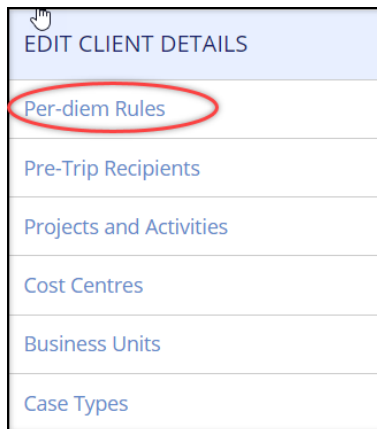 EDIT CLIENT DETAILS
Per-diem Rules
Pre-Trip Recipients
Projects and Activities
Cost Centres
Business Units
Case Types